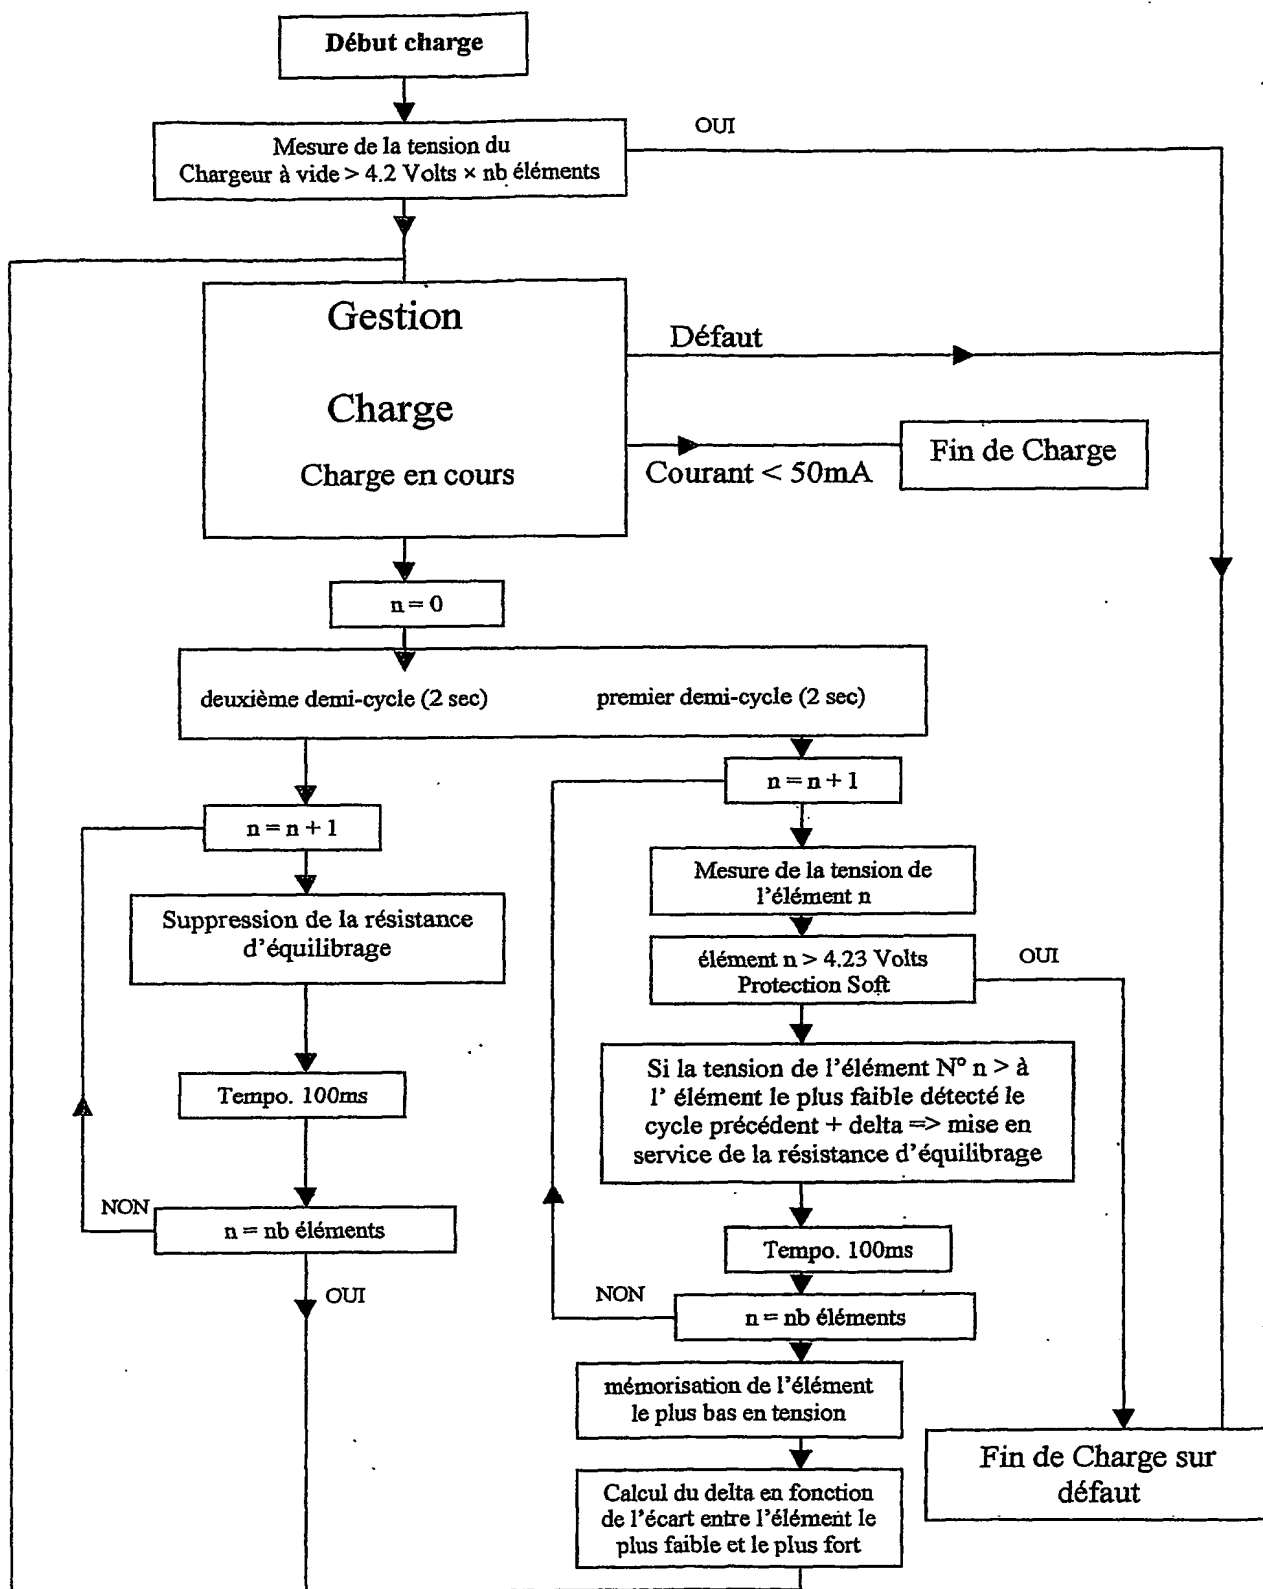 Début charge
OUI
Mesure de la tension du
Chargeur à vide > 4.2 Volts × nb éléments
Gestion
Défaut
Charge
Charge en cours
Courant < 50mA
Fin de Charge
n = 0
deuxième demi-cycle (2 sec)
premier demi-cycle (2 sec)
n = n + 1
n = n + 1
Mesure de la tension de
l'élément n
Suppression de la résistance
d'équilibrage
élément n > 4.23 Volts
Protection Soft
OUI
Si la tension de l'élément N° n > à
l' élément le plus faible détecté le
cycle précédent + delta => mise en
service de la résistance d'équilibrage
Tempo. 100ms
NON
n = nb éléments
OUI
Tempo. 100ms
NON
n = nb éléments
mémorisation de l'élément
le plus bas en tension
Fin de Charge sur
défaut
Calcul du delta en fonction
de l'écart entre l'élément le
plus faible et le plus fort